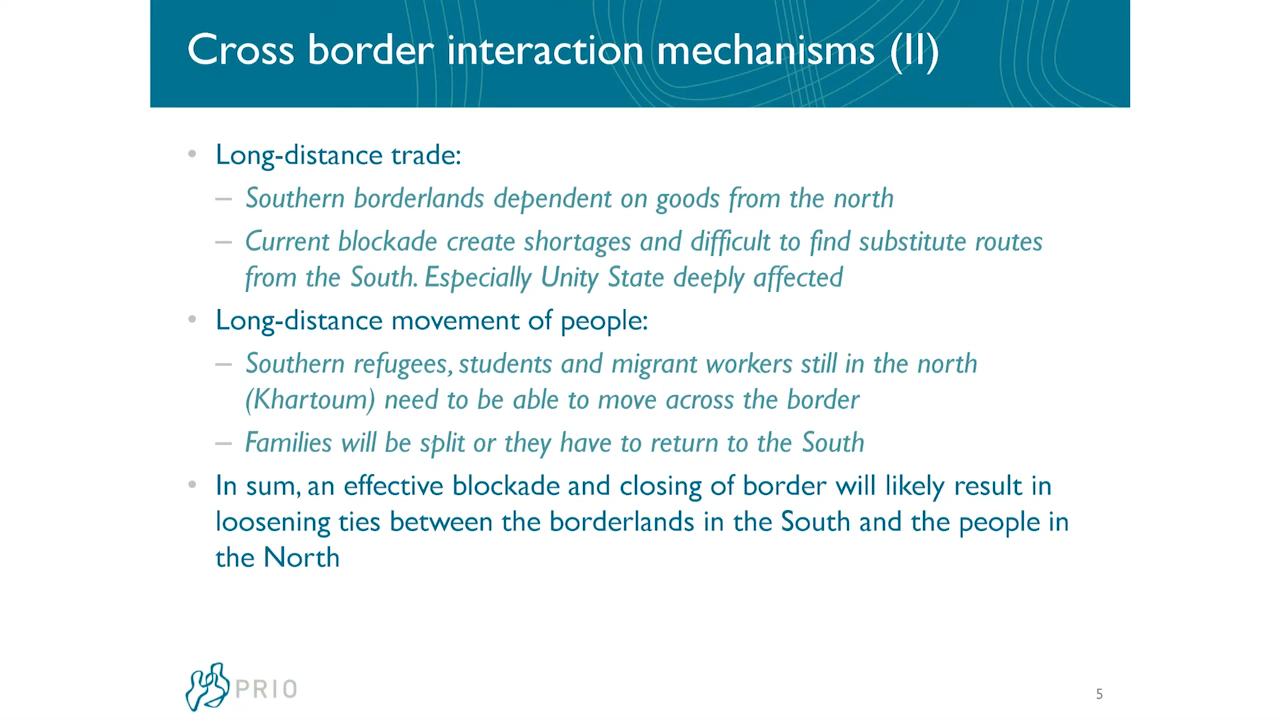 Cross border interaction mechanisms (II)
• Long-distance trade:
– Southern borderlands dependent on goods from the north
– Current blockade create shortages and difficult to find substitute routes
from the South. Especially Unity State deeply affected
• Long-distance movement of people:
– Southern refugees, students and migrant workers still in the north
(Khartoum) need to be able to move across the border
– Families will be split or they have to return to the South
• In sum, an effective blockade and closing of border will likely result in
loosening ties between the borderlands in the South and the people in
the North
PRIO
5